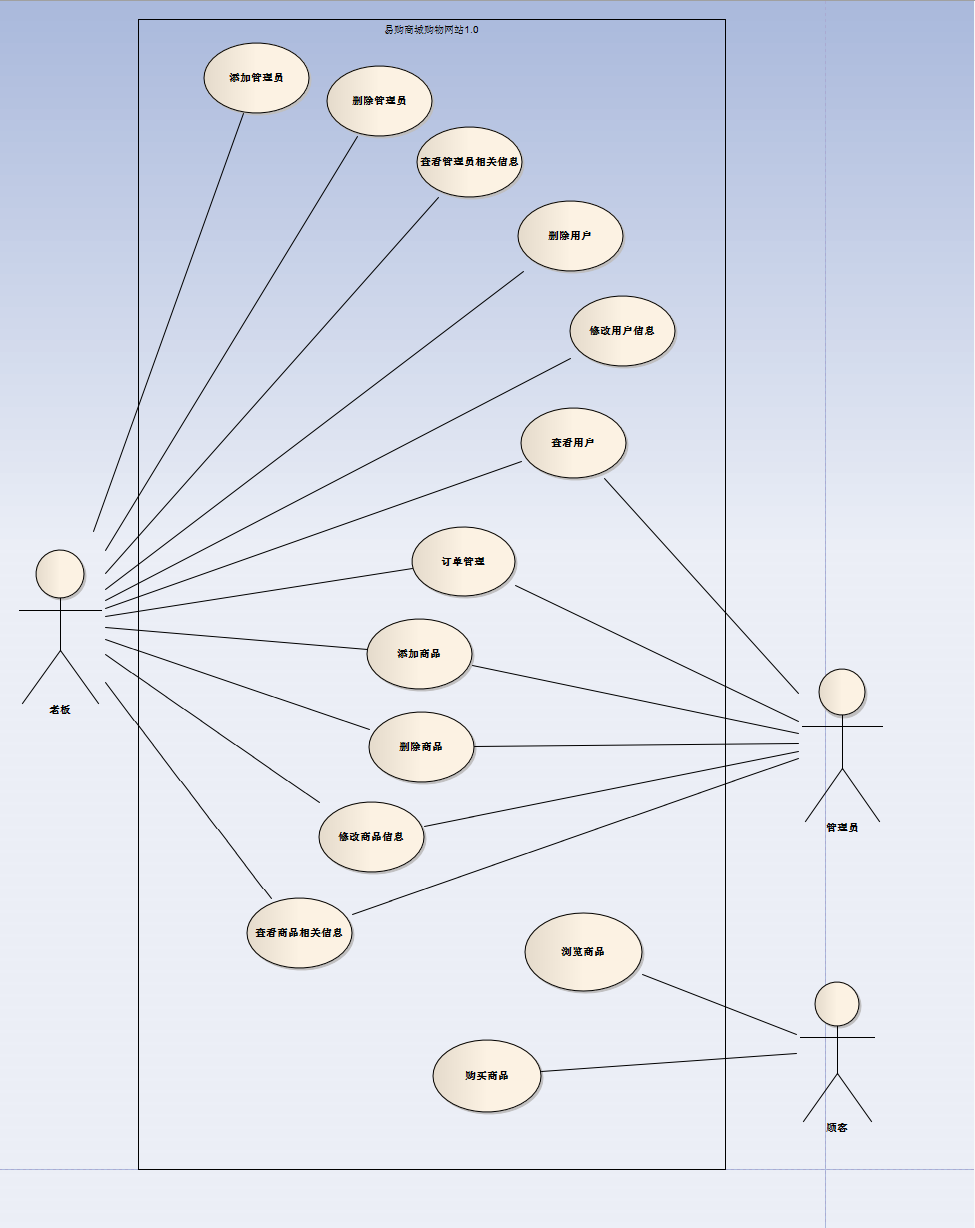 易购商城购物网站1.0
添加管理员
删除管理员
查看管理员相关信息
删除用户
修改用户信息
查看用户
订单管理
添加商品
删除商品
修改商品信息
查看商品相关信息
浏览商品
购买商品
老板
管理员
顾客